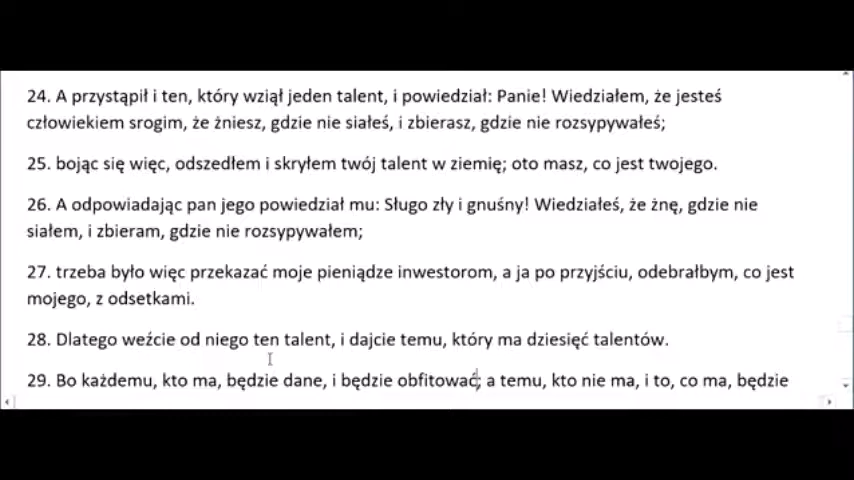 24. A przystąpił i ten, który wziął jeden talent, i powiedział: Panie! Wiedziałem, że jesteś
człowiekiem srogim, że żniesz, gdzie nie siałeś, i zbierasz, gdzie nie rozsypywałeś;
25. bojąc się więc, odszedłem i skryłem twój talent w ziemię; oto masz, co jest twojego.
26. A odpowiadając pan jego powiedział mu: Sługo zły i gnuśny! Wiedziałeś, że żnę, gdzie nie
siałem, i zbieram, gdzie nie rozsypywałem;
27. trzeba było więc przekazać moje pieniądze inwestorom, a ja po przyjściu, odebrałbym, co jest
mojego, z odsetkami.
28. Dlatego weźcie od niego ten talent, i dajcie temu, który ma dziesięć talentów.
29. Bo każdemu, kto ma, będzie dane, i będzie obfitować; a temu, kto nie ma, i to, co ma, będzie